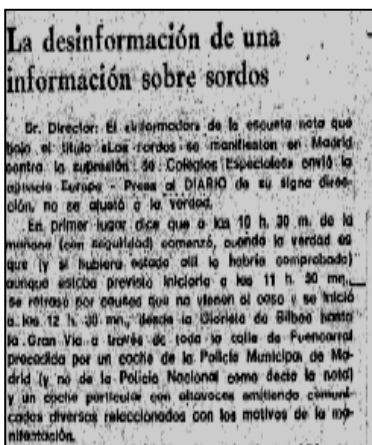 La desinformación de una
información sobre sordos
Sr. Director: El «informador» de la escueta nota que
bajo el título «Los sordos se manifiestan en Madrid
contra la supresión de Colegios Especiales» envió la
agencia Europa - Press al DIARIO de su digna direc-
ción, no se ajustó a la verdad.
En primer lugar dice que a las 10 h. 30 m. de la
mañana (con seguridad) comenzó, cuando la verdad es
que (y si hubiera estado allí lo habría comprobado)
aunque estaba previsto iniciarla a las 11 h. 30 mn.,
se retrasó por causas que no vienen al caso y se inició
a las 12 h. 30 mn., desde la Glorieta de Bilbao hasta
la Gran Vía a través de toda la calle de Fuencarral
precedida por un coche de la Policía Municipal de Ma-
drid (y no de la Policía Nacional como decía la nota)
y un coche particular con altavoces emitiendo comuni-
cados diversos relaccionados con los motivos de la ma-
nifestación.